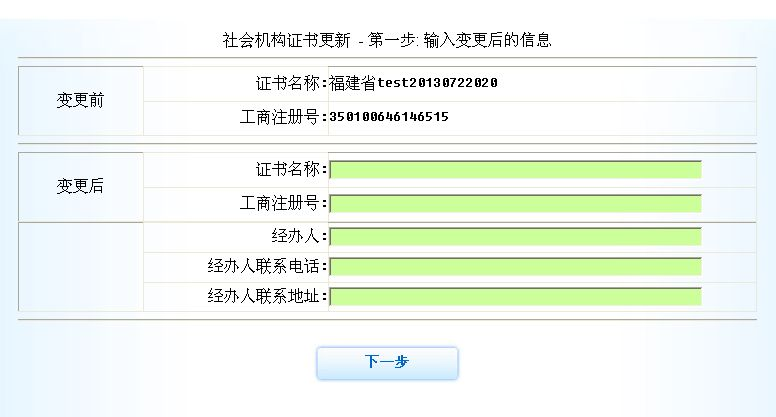 社会机构证书更新 - 第一步: 输入变更后的信息
变更前
证书名称:福建省test20130722020
工商注册号:350100646146515
变更后
证书名称:
工商注册号:
经办人:
经办人联系电话:
经办人联系地址:
下一步